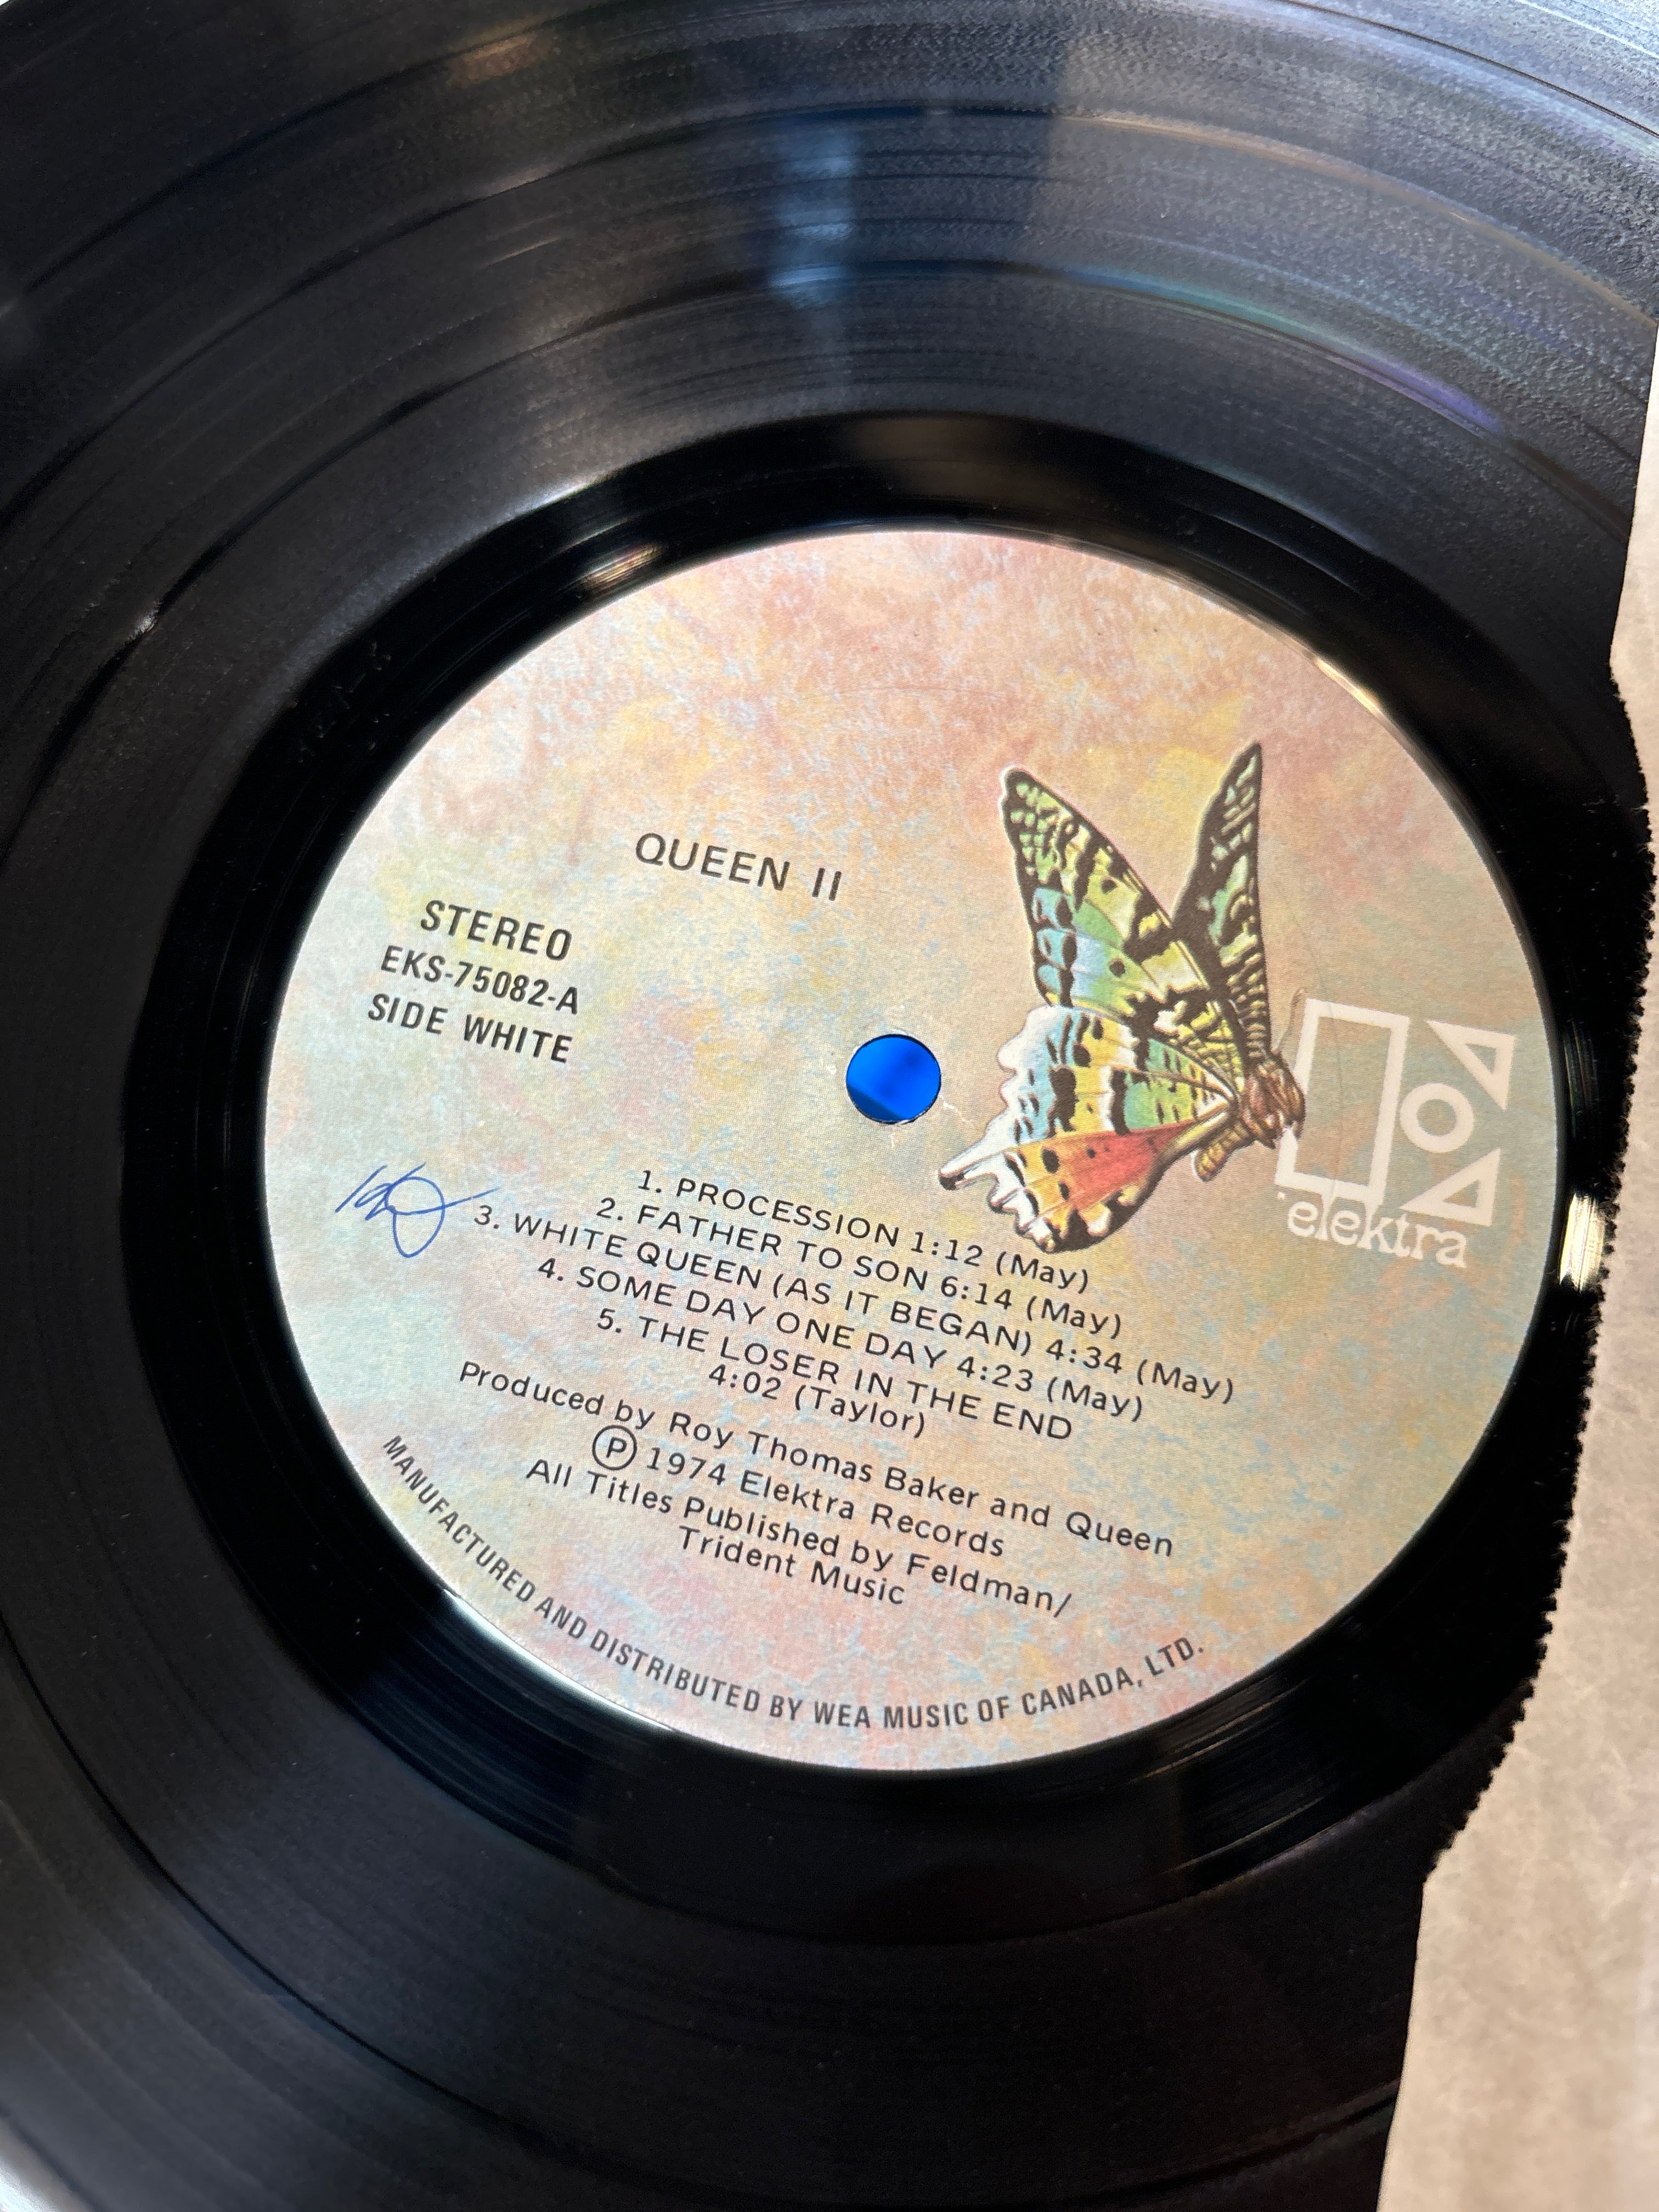 QUEEN II
STEREO
EKS-75082-A
SIDE WHITE
elektra
1. PROCESSION 1:12 (May)
2. FATHER TO SON 6:14 (May)
3. WHITE QUEEN (AS IT BEGAN) 4:34 (May)
4. SOME DAY ONE DAY 4:23 (May)
5. THE LOSER IN THE END
4:02 (Taylor)
Produced by Roy Thomas Baker and Queen
Ⓟ 1974 Elektra Records
All Titles Published by Feldman/
Trident Music
MANUFACTURED AND DISTRIBUTED BY WEA MUSIC OF CANADA, LTD.